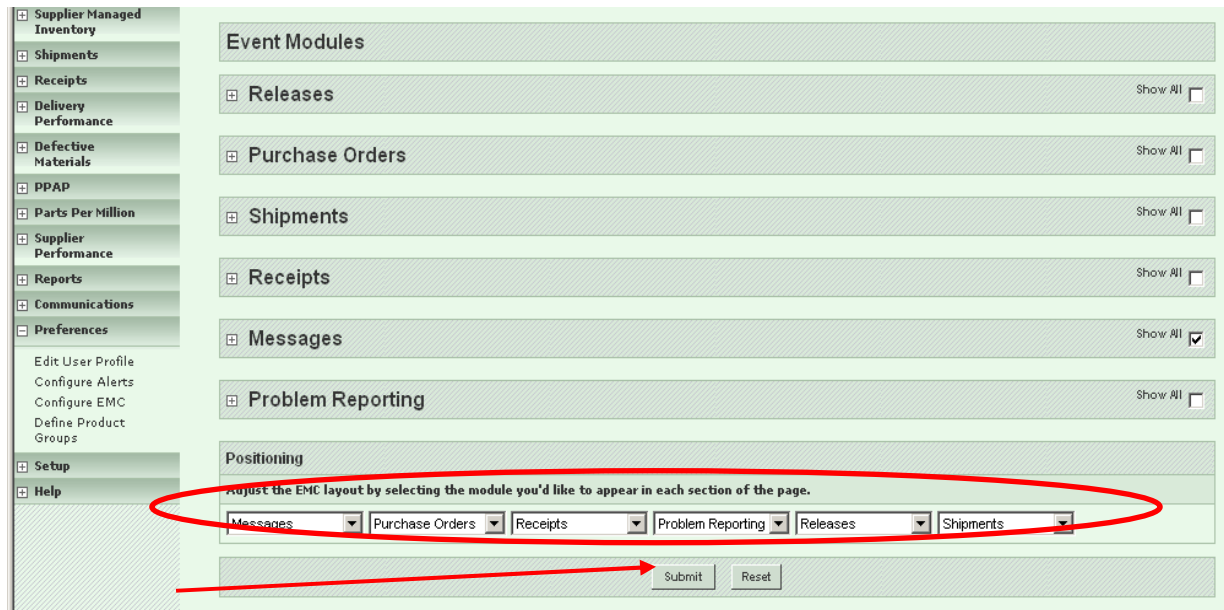 Supplier Managed
Inventory
Shipments
Receipts
Delivery
Performance
Defective
Materials
PPAP
Parts Per Million
Supplier
Performance
Reports
Communications
Preferences
Edit User Profile
Configure Alerts
Configure EMC
Define Product
Groups
Setup
Help
Event Modules
Releases Show All
Purchase Orders Show All
Shipments Show All
Receipts Show All
Messages Show All
Problem Reporting Show All
Positioning
Adjust the EMC layout by selecting the module you'd like to appear in each section of the page.
Messages Purchase Orders Receipts Problem Reporting Releases Shipments
Submit Reset